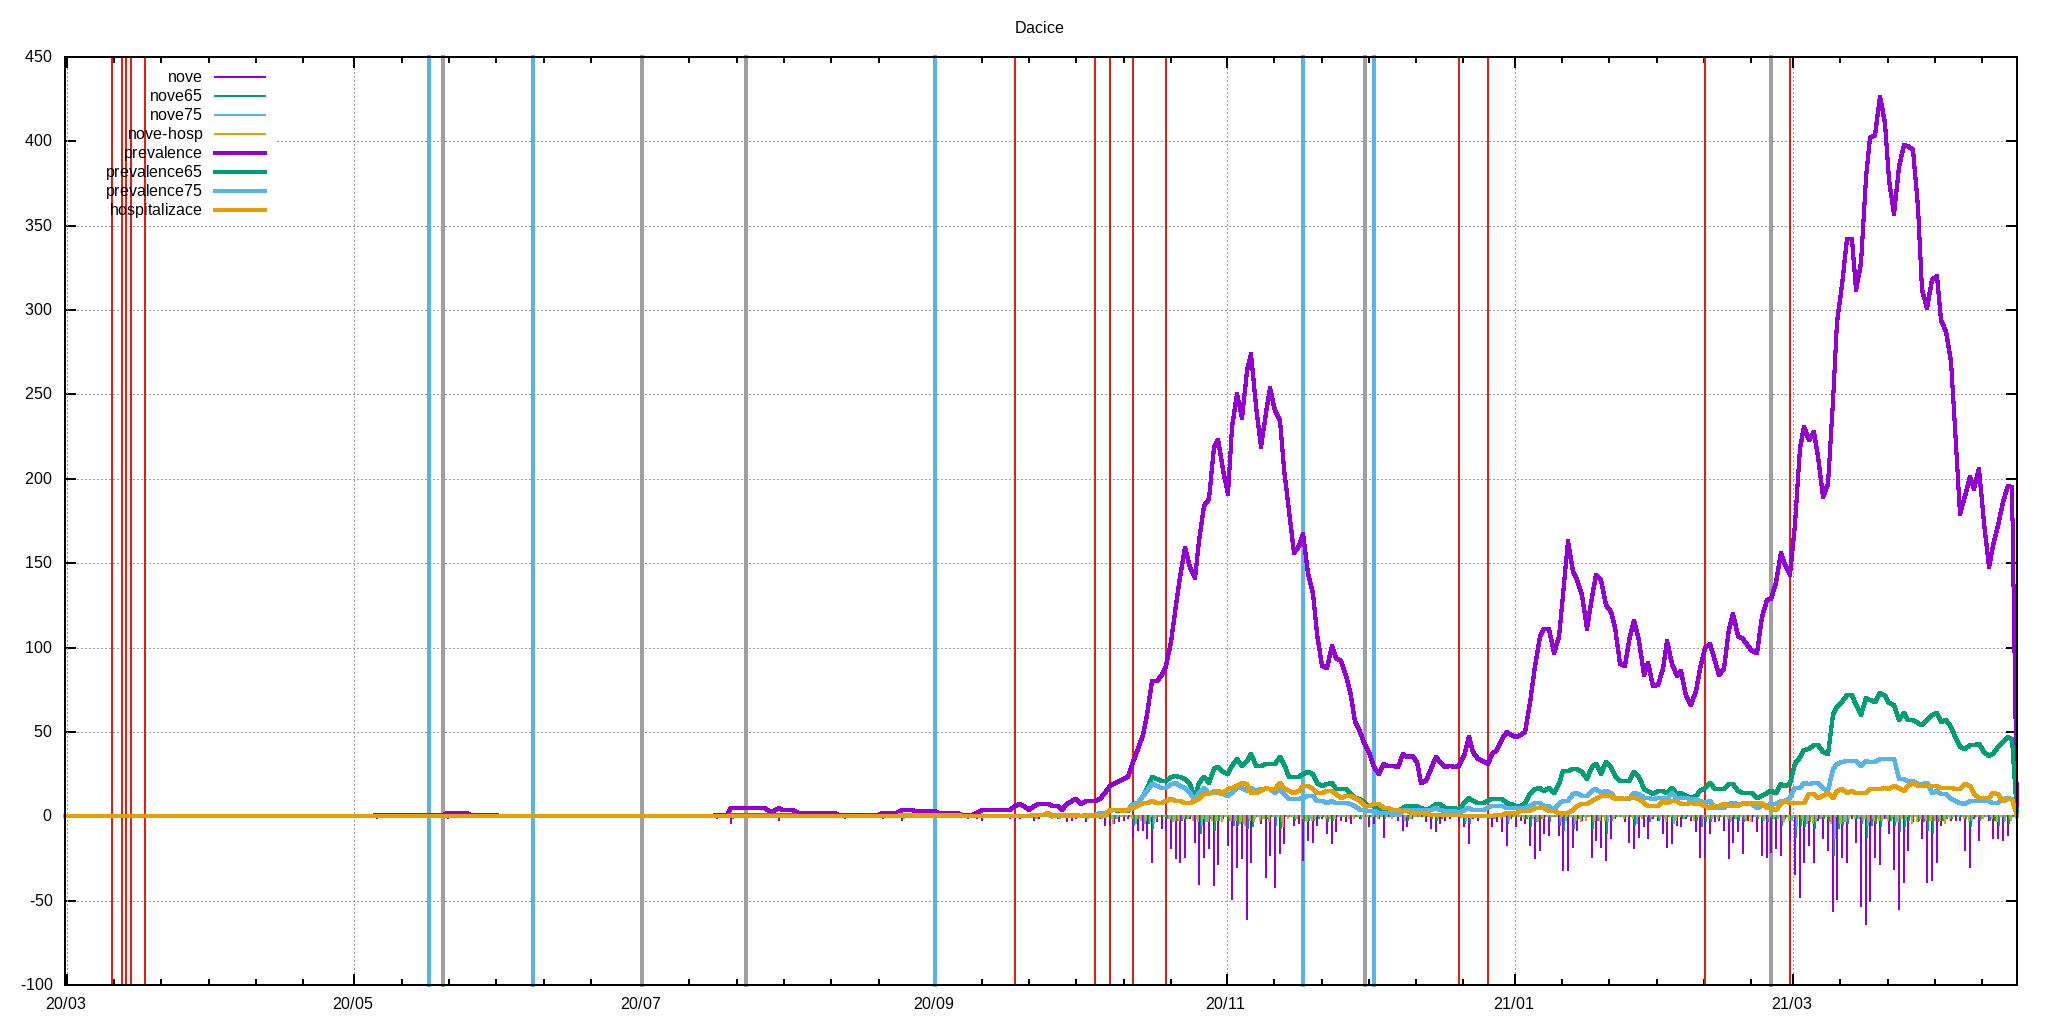 Dacice
450
400
350
300
250
200
150
100
50
0
-50
-100
nove
nove65
nove75
nove-hosp
prevalence
prevalence65
prevalence75
hospitalizace
20/03 20/05 20/07 20/09 20/11 21/01 21/03